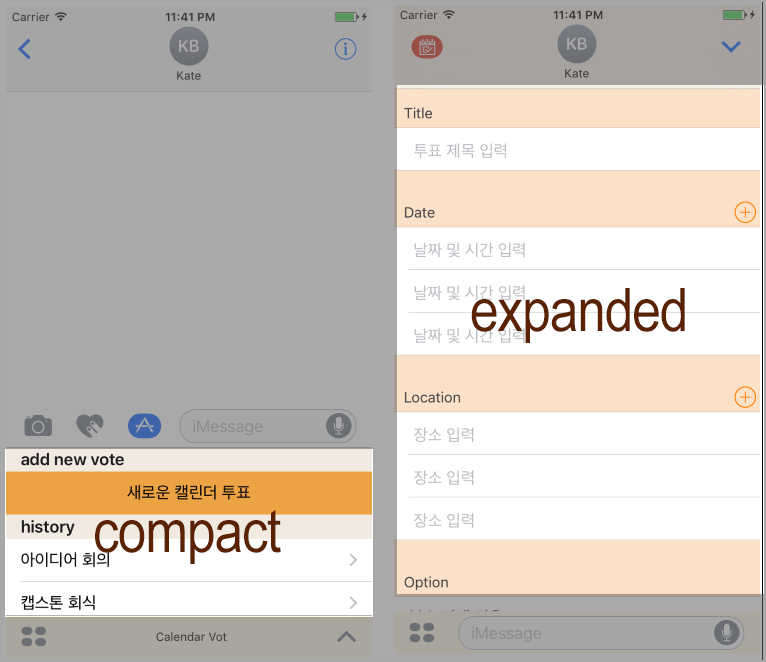 Carrier 11:41 PM
KB
Kate
iMessage
add new vote
새로운 캘린더 투표
history
compact
아이디어 회의
캡스톤 회식
Calendar Vot
Carrier 11:41 PM
KB
Kate
Title
투표 제목 입력
Date
날짜 및 시간 입력
날짜 및 시간 입력
expanded
날짜 및 시간 입력
Location
장소 입력
장소 입력
장소 입력
Option
iMessage